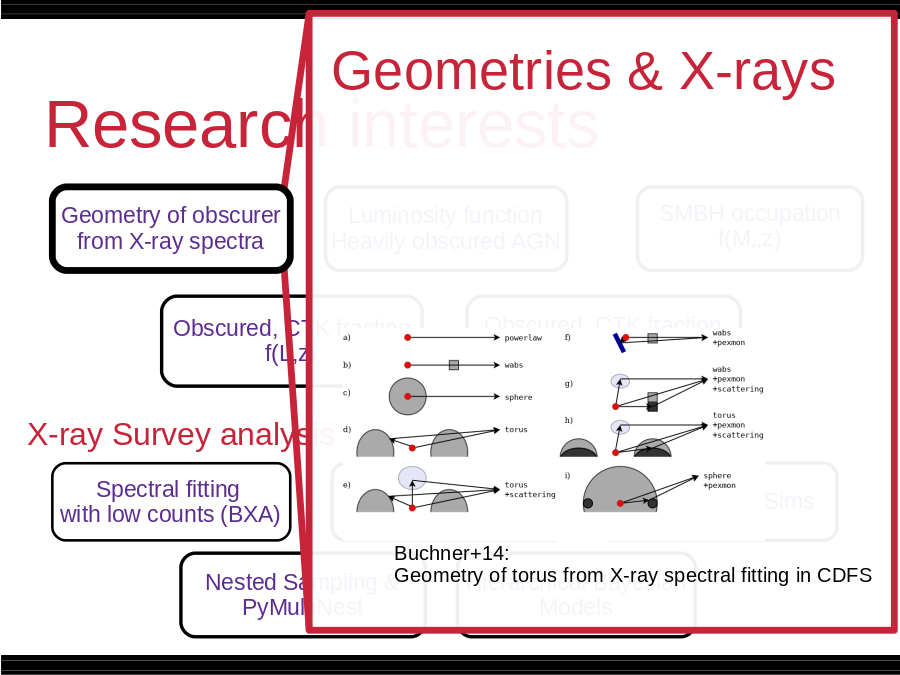 Geometries & X-rays
Research interests
Geometry of obscurer
from X-ray spectra
Luminosity function
Heavily obscured AGN
SMBH occupation
Obscured, CTK fraction
f(L,z
Obscured, CTK fraction
a)
powerlaw
b)
wabs
c)
sphere
d)
torus
e)
torus
+scattering
f)
wabs
+pexmon
g)
wabs
+pexmon
+scattering
h)
torus
+pexmon
+scattering
i)
sphere
+pexmon
X-ray Survey analysis
Spectral fitting
with low counts (BXA)
Sims
Buchner+14:
Geometry of torus from X-ray spectral fitting in CDFS
Nested Sampling &
PyMultiNest
Hierarchical Bayesian
Models